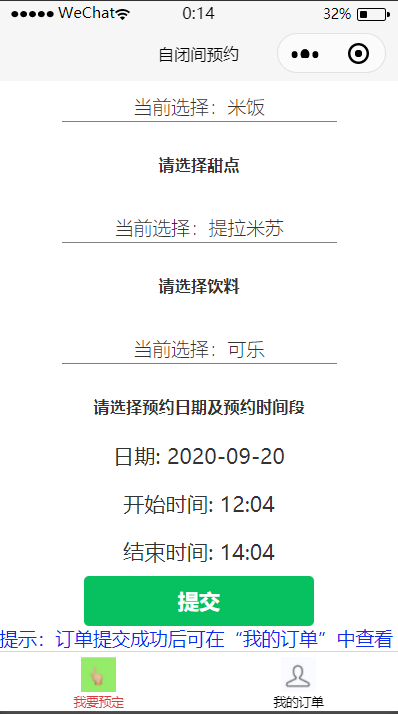 WeChat 0:14 32%
自闭间预约
当前选择：米饭
请选择甜点
当前选择：提拉米苏
请选择饮料
当前选择：可乐
请选择预约日期及预约时间段
日期: 2020-09-20
开始时间: 12:04
结束时间: 14:04
提交
提示：订单提交成功后可在“我的订单”中查看
我要预定 我的订单